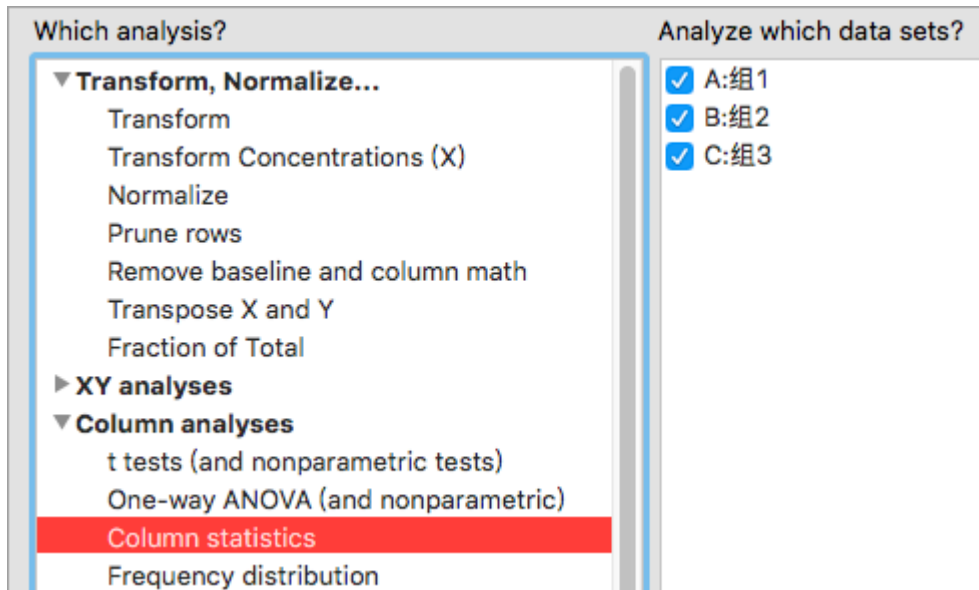 Which analysis?
Transform, Normalize...
Transform
Transform Concentrations (X)
Normalize
Prune rows
Remove baseline and column math
Transpose X and Y
Fraction of Total
XY analyses
Column analyses
t tests (and nonparametric tests)
One-way ANOVA (and nonparametric)
Column statistics
Frequency distribution
Analyze which data sets?
A:组1
B:组2
C:组3